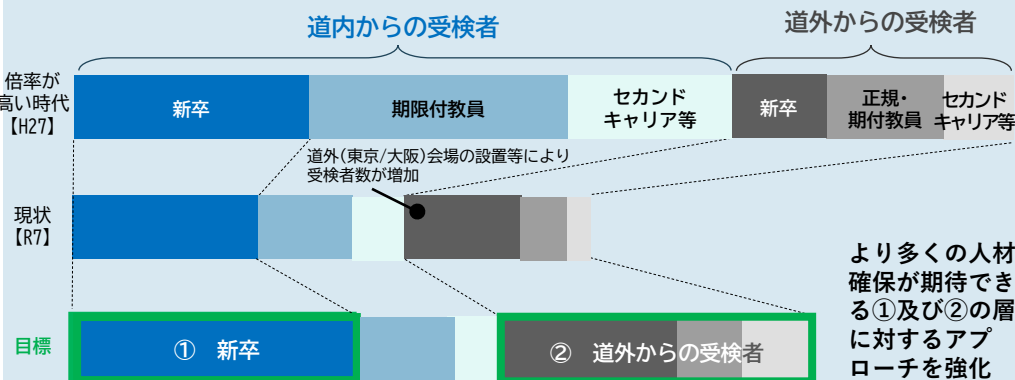 道内からの受検者
道外からの受検者
倍率が
高い時代
【H27】
新卒
期限付教員
セカンド
キャリア等
新卒
正規・
期付教員
セカンド
キャリア等
道外(東京/大阪)会場の設置等により
受検者数が増加
現状
【R7】
より多くの人材
確保が期待でき
る①及び②の層
に対するアプ
ローチを強化
目標
① 新卒
② 道外からの受検者